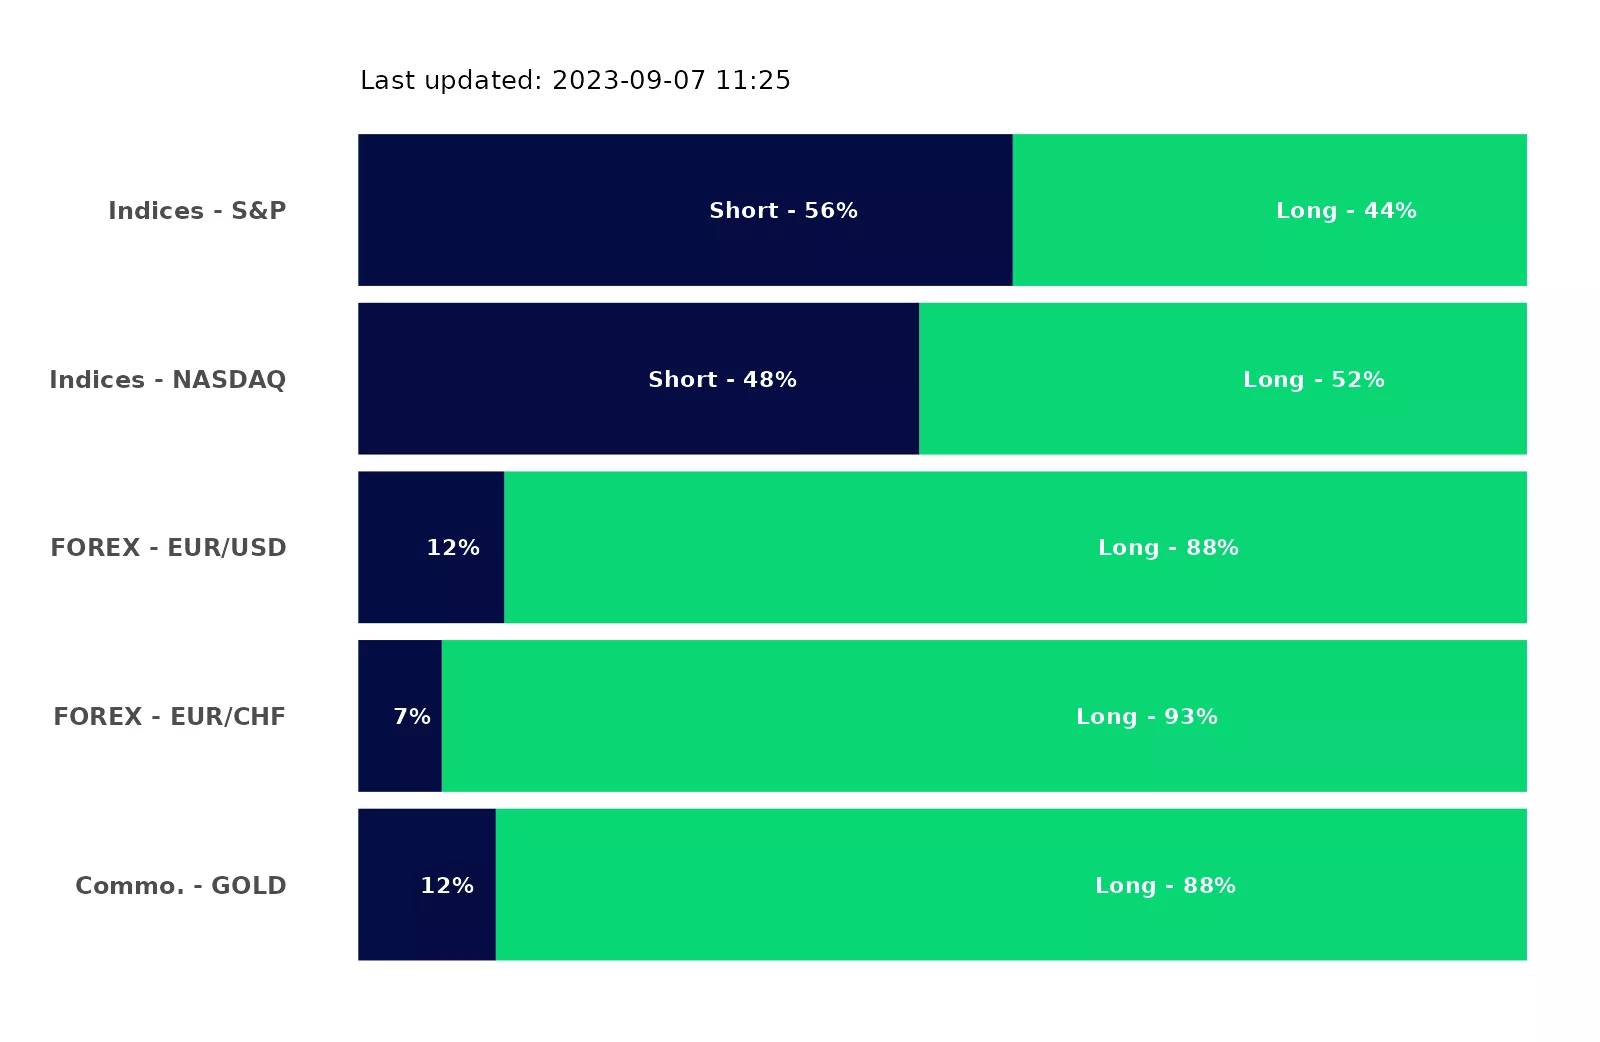 Last updated: 2023-09-07 11:25
Indices - S&P
Short - 56%
Long - 44%
Indices - NASDAQ
Short - 48%
Long - 52%
FOREX - EUR/USD
12%
Long - 88%
FOREX - EUR/CHF
7%
Long - 93%
Commo. - GOLD
12%
Long - 88%